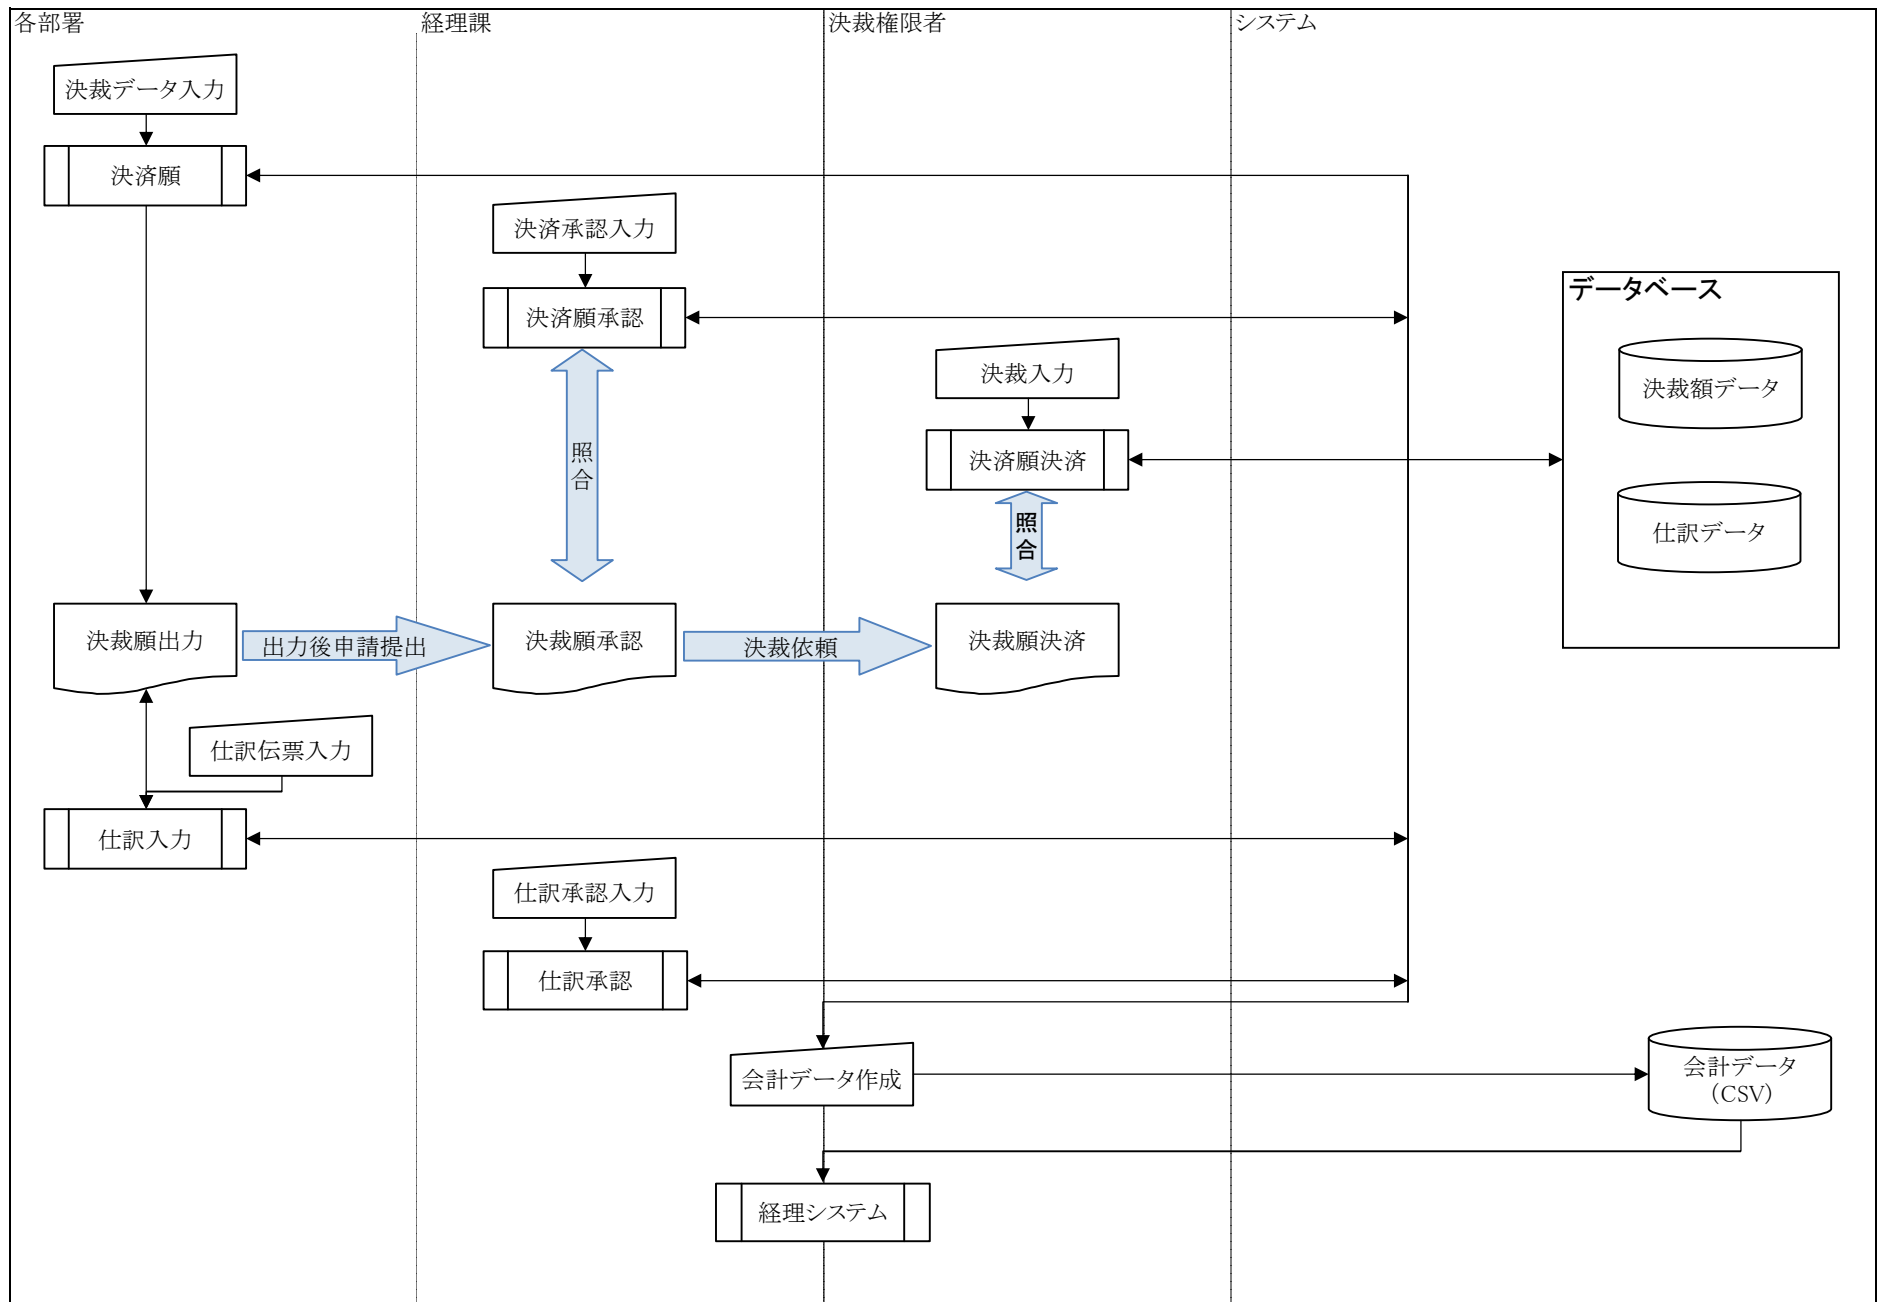 各部署
経理課
決裁権限者
システム
決裁データ入力
決済願
決済承認入力
決済願承認
データベース
決裁入力
決裁額データ
照合
決済願決済
照合
仕訳データ
決裁願出力
出力後申請提出
決裁願承認
決裁依頼
決裁願決済
仕訳伝票入力
仕訳入力
仕訳承認入力
仕訳承認
会計データ作成
会計データ
（CSV）
経理システム